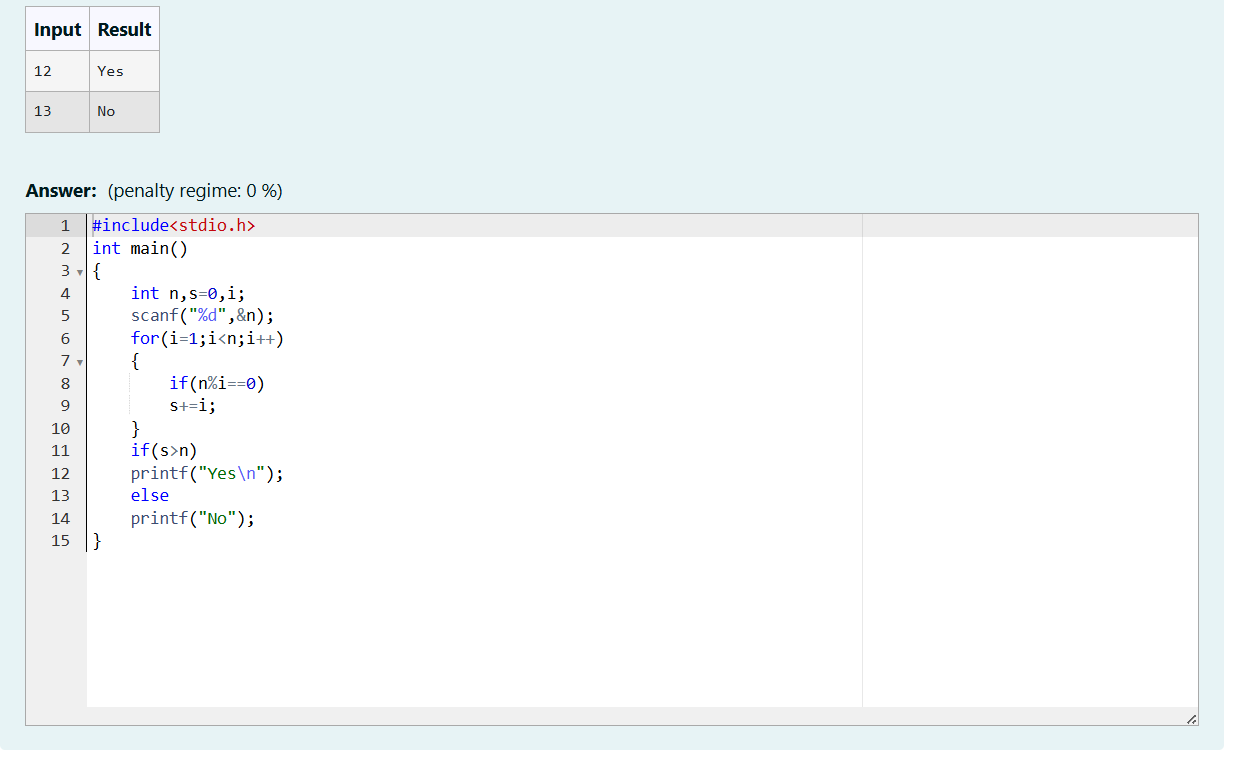 Input Result
12 Yes
13 No
Answer: (penalty regime: 0 %)
1 #include<stdio.h>
2 int main()
3 {
4     int n,s=0,i;
5     scanf("%d",&n);
6     for(i=1;i<n;i++)
7     {
8         if(n%i==0)
9         s+=i;
10     }
11     if(s>n)
12     printf("Yes\n");
13     else
14     printf("No");
15 }